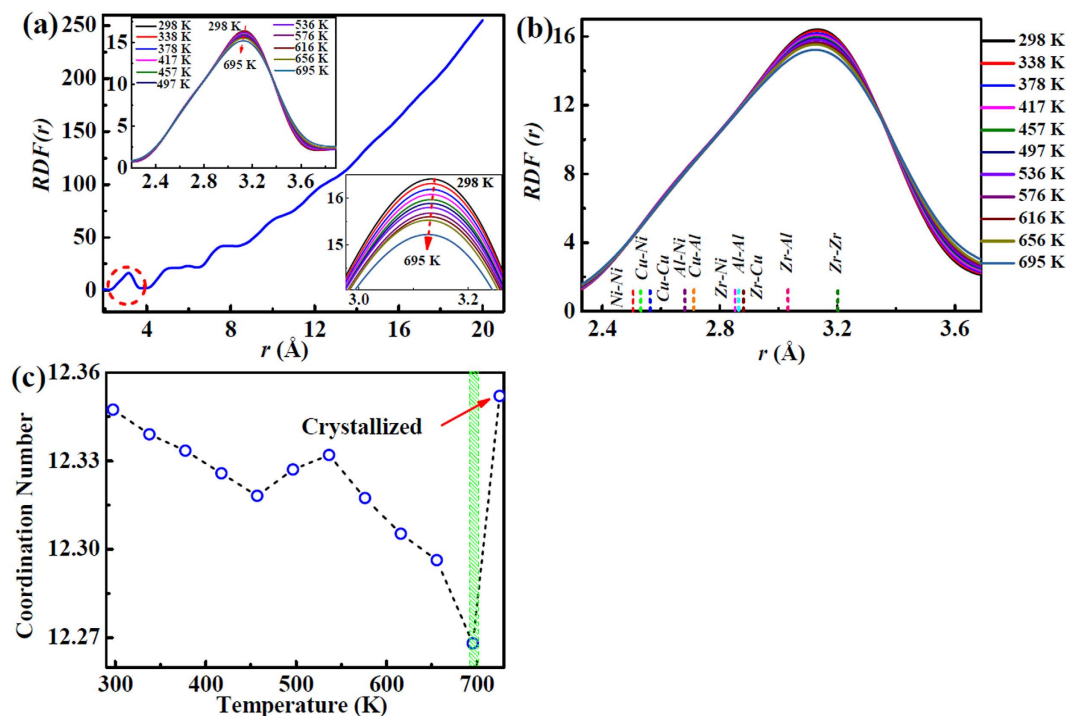 (a)
RDF(r)
250
225
200
175
150
125
100
75
50
25
0
4
8
12
16
20
r (Å)
298 K
338 K
378 K
417 K
457 K
497 K
536 K
576 K
616 K
656 K
695 K
298 K
695 K
15
10
5
0
2.4
2.8
3.2
3.6
298 K
695 K
16
15
3.0
3.2
(b)
RDF (r)
16
12
8
4
0
2.4
2.8
3.2
3.6
r (Å)
Ni-Ni
Cu-Ni
Cu-Cu
Al-Ni
Cu-Al
Zr-Ni
Al-Al
Zr-Cu
Zr-Al
Zr-Zr
298 K
338 K
378 K
417 K
457 K
497 K
536 K
576 K
616 K
656 K
695 K
(c)
Coordination Number
12.36
12.33
12.30
12.27
300
400
500
600
700
Temperature (K)
Crystallized